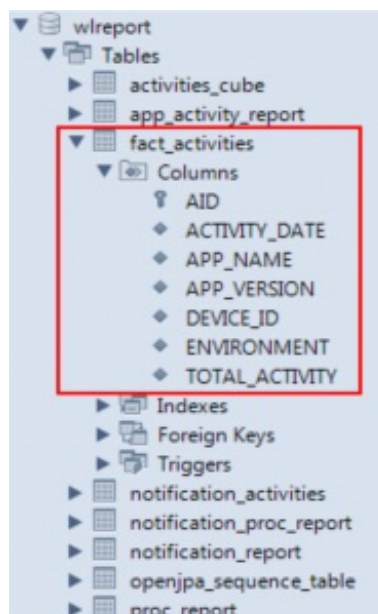 wlreport
Tables
activities_cube
app_activity_report
fact_activities
Columns
AID
ACTIVITY_DATE
APP_NAME
APP_VERSION
DEVICE_ID
ENVIRONMENT
TOTAL_ACTIVITY
Indexes
Foreign Keys
Triggers
notification_activities
notification_proc_report
notification_report
openjpa_sequence_table
proc_report